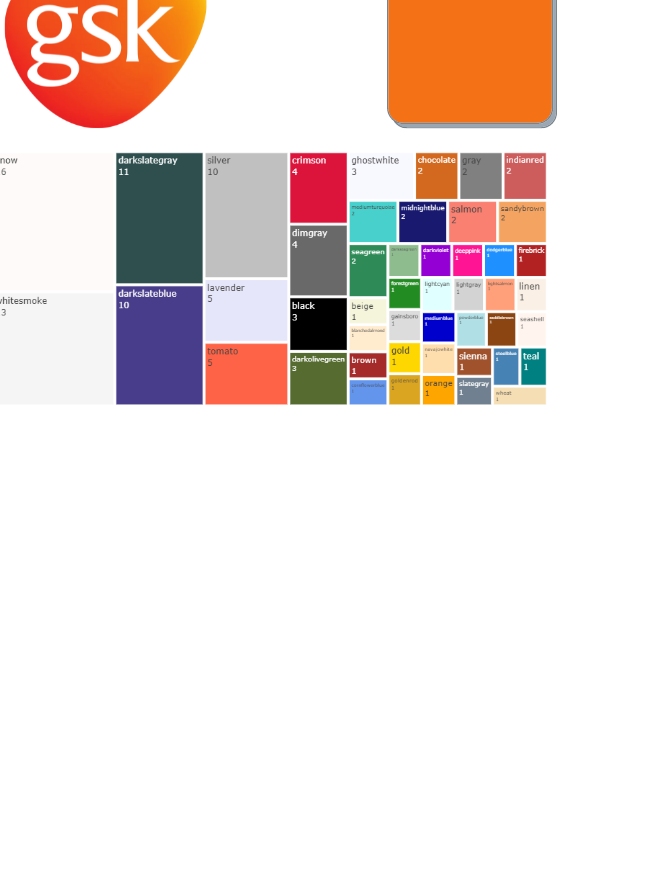 gsk
now
6
darkslategray
11
silver
10
crimson
4
ghostwhite
3
chocolate
2
gray
2
indianred
2
mediumturquoise
2
midnightblue
2
salmon
2
sandybrown
2
dimgray
4
seagreen
2
darkseagreen
1
darkviolet
1
deeppink
1
dodgerblue
1
firebrick
1
forestgreen
1
lightcyan
1
lightgray
1
lightsalmon
1
linen
1
whitesmoke
3
darkslateblue
10
lavender
5
black
3
beige
1
blanchedalmond
1
gainsboro
1
mediumblue
1
powderblue
1
saddlebrown
1
seashell
1
tomato
5
darkolivegreen
3
brown
1
cornflowerblue
1
gold
1
navajowhite
1
sienna
1
steelblue
1
teal
1
goldenrod
1
orange
1
slategray
1
wheat
1